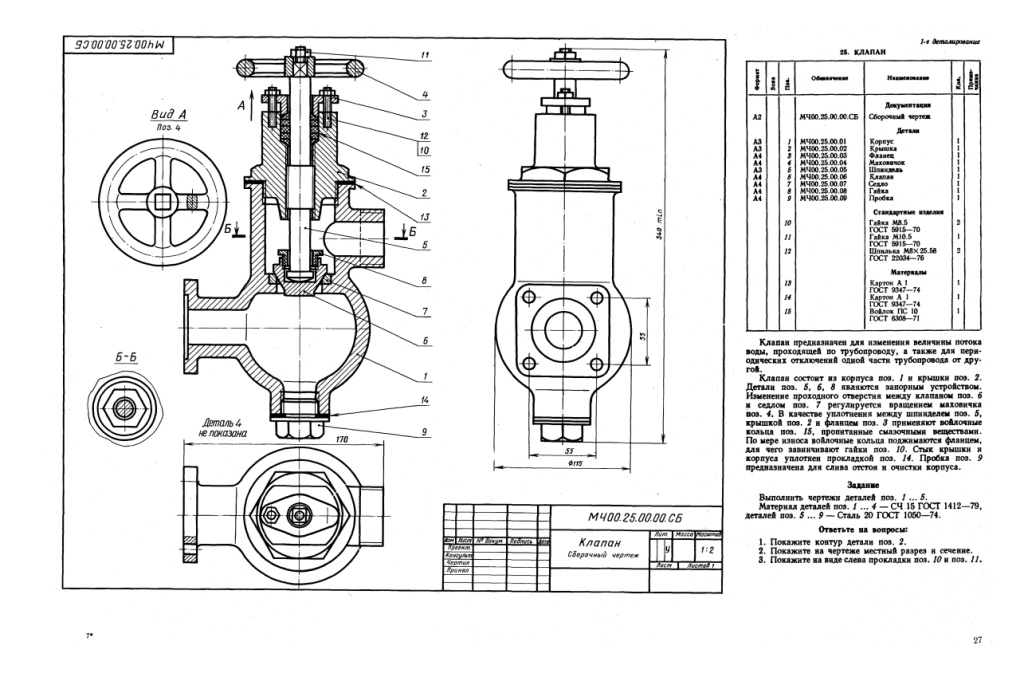 МЧ00.25.00.00.СБ
Вид А
Поз. 4
А
11
4
3
12
10
15
2
13
Б
Б
5
8
7
6
1
14
9
Б-Б
Деталь 4
не показана
170
340 min
55
55
Ф115
МЧ00.25.00.00.СБ
Клапан
Сборочный чертеж
Изм Лист № докум. Подпись Дата
Проект.
Консульт
Чертил
Принял
Лит. Масса Масштаб
У 1:2
Лист Листов 1
1-е деталирование
25. КЛАПАН
Формат Зона Поз. Обозначение Наименование Кол. Приме-
чание
Документация
А2 МЧ00.25.00.00.СБ Сборочный чертеж
Детали
А3 1 МЧ00.25.00.01 Корпус 1
А3 2 МЧ00.25.00.02 Крышка 1
А4 3 МЧ00.25.00.03 Фланец 1
А4 4 МЧ00.25.00.04 Маховичок 1
А3 5 МЧ00.25.00.05 Шпиндель 1
А4 6 МЧ00.25.00.06 Клапан 1
А4 7 МЧ00.25.00.07 Седло 1
А4 8 МЧ00.25.00.08 Гайка 1
А4 9 МЧ00.25.00.09 Пробка 1
Стандартные изделия
10 Гайка М8.5 2
ГОСТ 5915—70
11 Гайка М10.5 1
ГОСТ 5915—70
12 Шпилька М8×25.58 2
ГОСТ 22034—76
Материалы
13 Картон А 1 1
ГОСТ 9347—74
14 Картон А 1 1
ГОСТ 9347—74
15 Войлок ПС 10 1
ГОСТ 6308—71
Клапан предназначен для изменения величины потока
воды, проходящей по трубопроводу, а также для пери-
одических отключений одной части трубопровода от дру-
гой.
Клапан состоит из корпуса поз. 1 и крышки поз. 2.
Детали поз. 5, 6, 8 являются запорным устройством.
Изменение проходного отверстия между клапаном поз. 6
и седлом поз. 7 регулируется вращением маховичка
поз. 4. В качестве уплотнения между шпинделем поз. 5,
крышкой поз. 2 и фланцем поз. 3 применяют войлочные
кольца поз. 15, пропитанные смазочным веществами.
По мере износа войлочные кольца поджимаются фланцем,
для чего завинчивают гайки поз. 10. Стык крышки и
корпуса уплотнен прокладкой поз. 14. Пробка поз. 9
предназначена для слива отстоя и очистки корпуса.
Задание
Выполнить чертежи деталей поз. 1 ... 5.
Материал деталей поз. 1 ... 4 — СЧ 15 ГОСТ 1412—79,
деталей поз. 5 ... 9 — Сталь 20 ГОСТ 1050—74.
Ответьте на вопросы:
1. Покажите контур детали поз. 2.
2. Покажите на чертеже местный разрез и сечение.
3. Покажите на виде слева прокладки поз. 10 и поз. 11.
7*
27